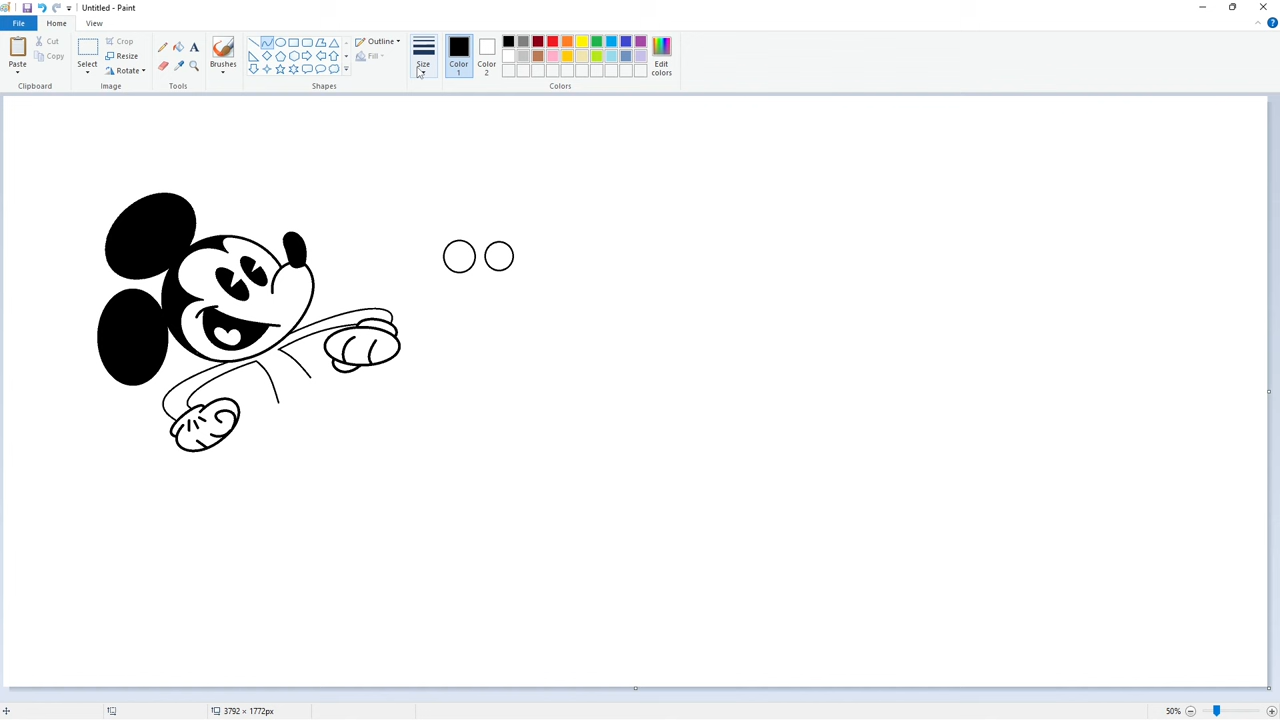 Untitled - Paint
File Home View
Paste
Cut
Copy
Clipboard
Select
Crop
Resize
Rotate
Image
Tools
Brushes
Outline
Fill
Shapes
Size
Color 1
Color 2
Edit colors
Colors
3792 × 1772px
50%